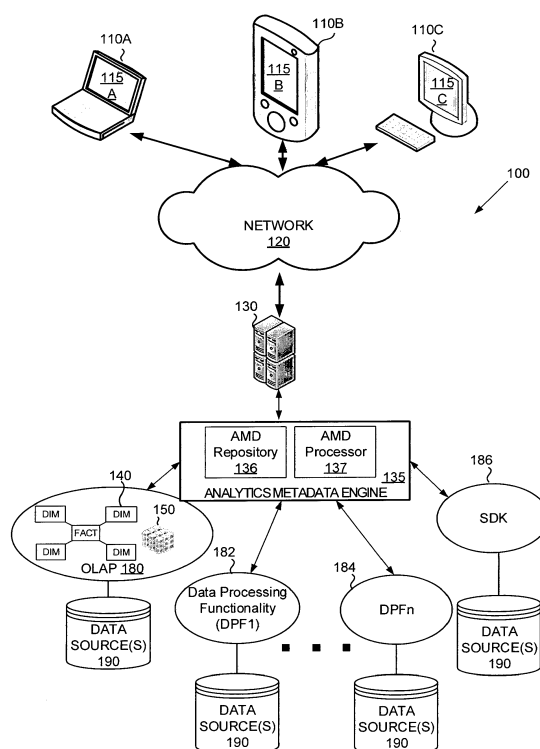 110A
110B
110C
115
A
115
B
115
C
100
NETWORK
120
130
AMD
Repository
136
AMD
Processor
137
135
ANALYTICS METADATA ENGINE
140
186
150
DIM
DIM
FACT
DIM
DIM
OLAP 180
SDK
182
184
Data Processing
Functionality
(DPF1)
DPFn
DATA
SOURCE(S)
190
DATA
SOURCE(S)
190
DATA
SOURCE(S)
190
DATA
SOURCE(S)
190